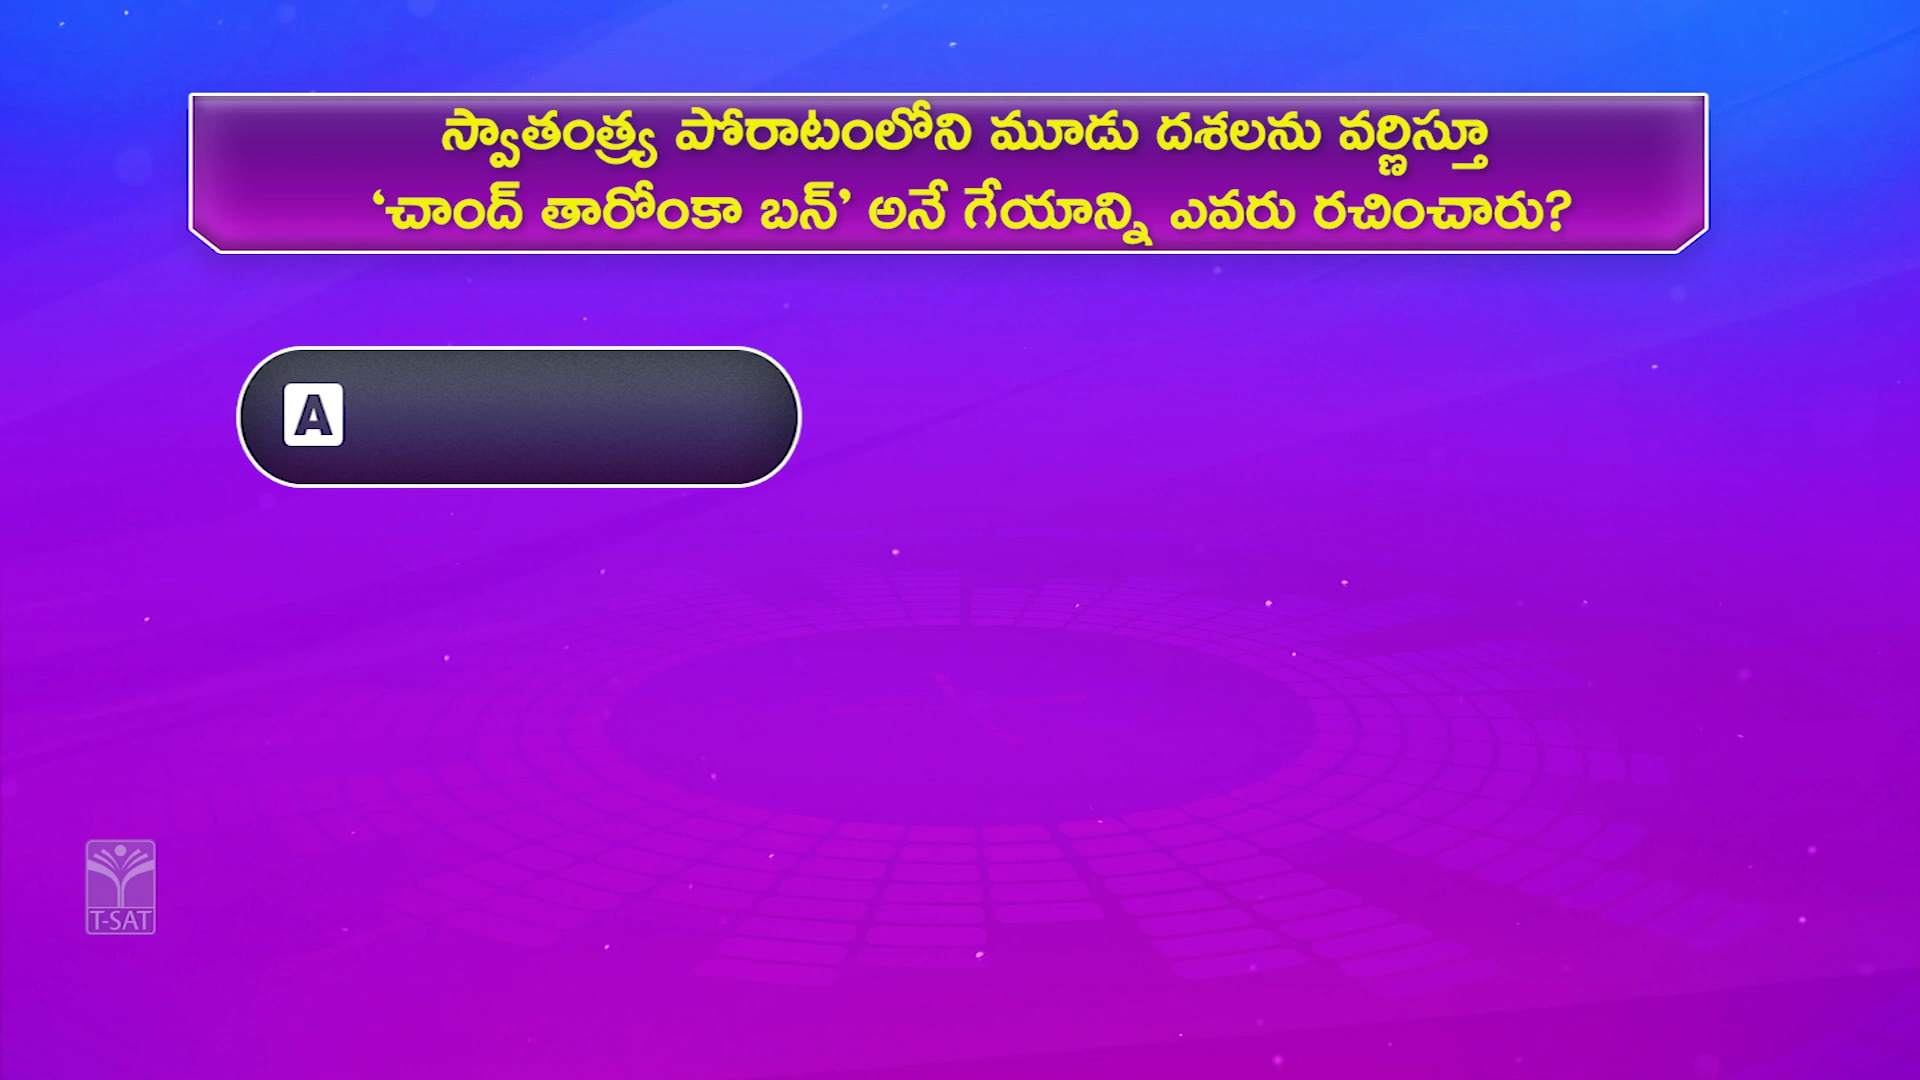 స్వాతంత్ర్య పోరాటంలోని మూడు దశలను వర్ణిస్తూ
‘చాంద్ తారోంకా బన్’ అనే గేయాన్ని ఎవరు రచించారు?
A
T-SAT